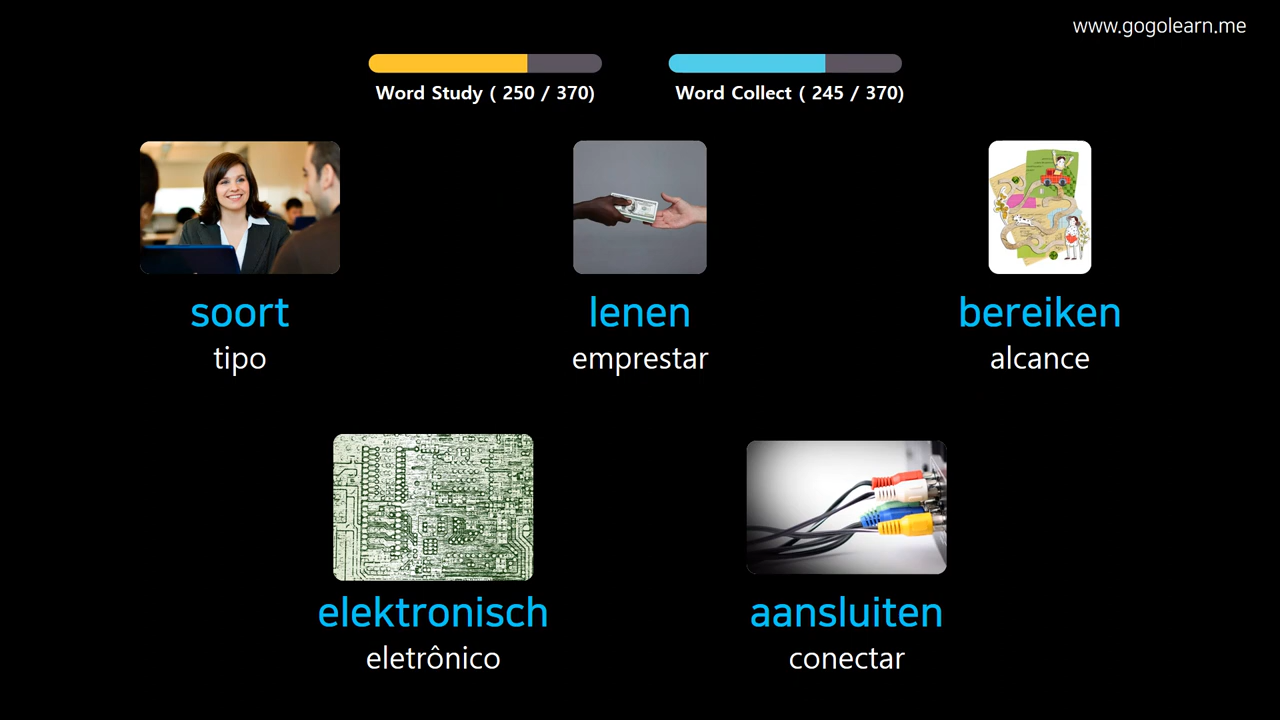 www.gogolearn.me
Word Study ( 250 / 370)
Word Collect ( 245 / 370)
soort
tipo
lenen
emprestar
bereiken
alcance
elektronisch
eletrônico
aansluiten
conectar